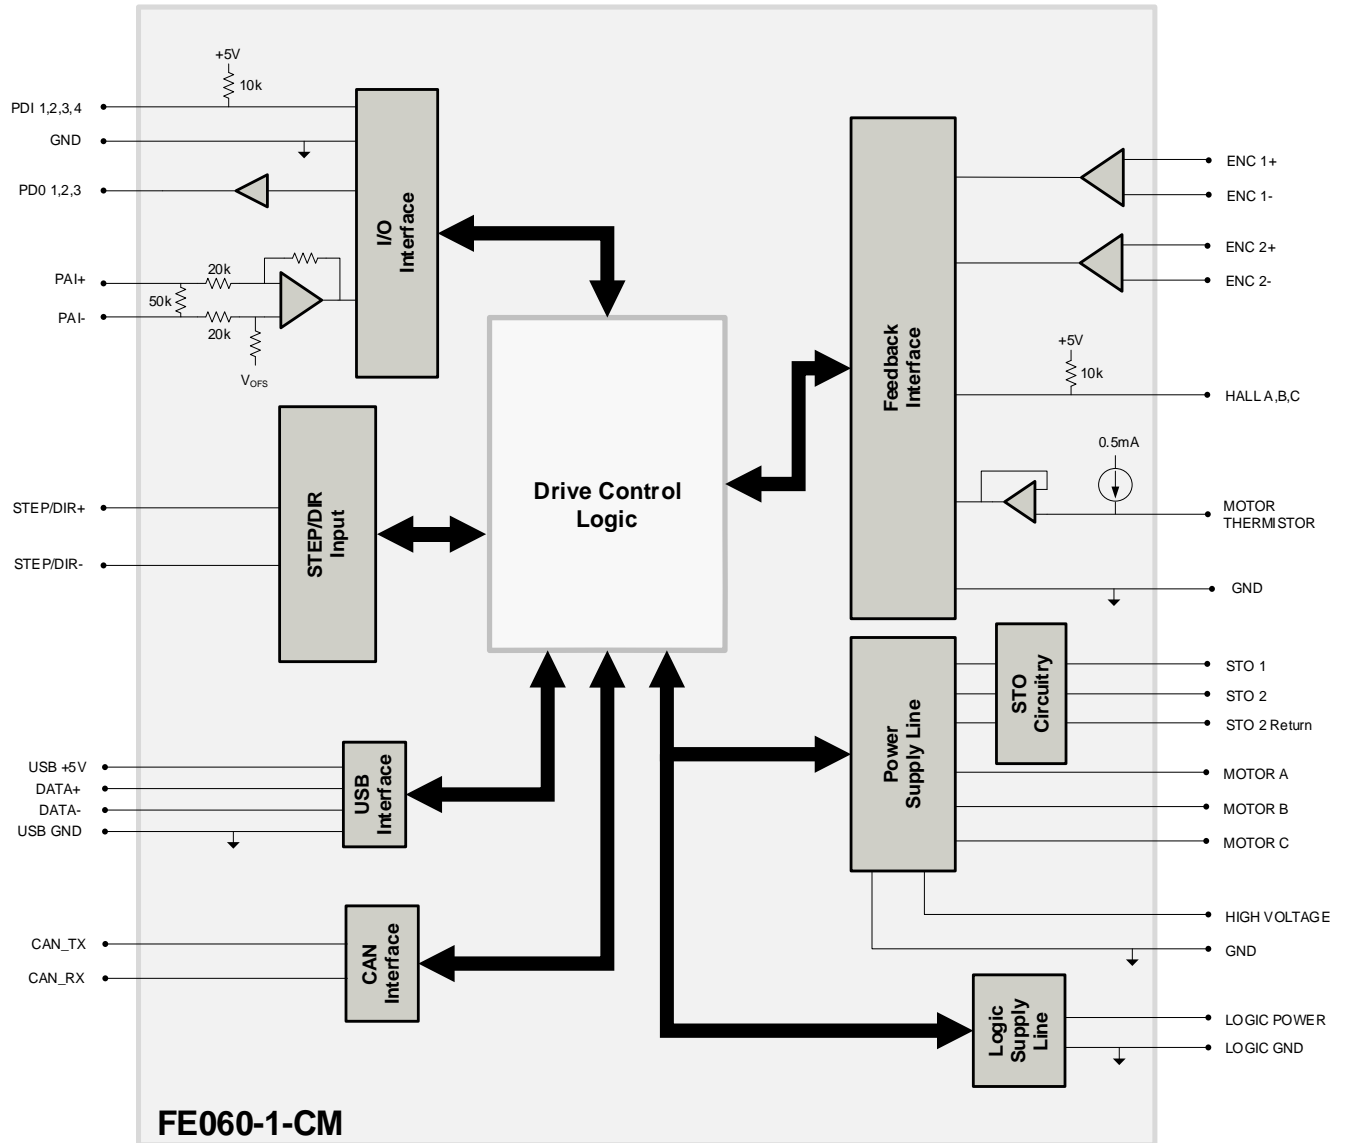 +5V
10k
PDI 1,2,3,4
GND
PD0 1,2,3
PAI+
20k
50k
PAI-
20k
VOFS
I/O
Interface
STEP/DIR+
STEP/DIR-
STEP/DIR
Input
Drive Control
Logic
USB +5V
DATA+
DATA-
USB GND
USB
Interface
CAN_TX
CAN_RX
CAN
Interface
Feedback
Interface
ENC 1+
ENC 1-
ENC 2+
ENC 2-
+5V
10k
HALL A,B,C
0.5mA
MOTOR
THERMISTOR
GND
Power
Supply Line
STO
Circuitry
STO 1
STO 2
STO 2 Return
MOTOR A
MOTOR B
MOTOR C
HIGH VOLTAGE
GND
Logic
Supply
Line
LOGIC POWER
LOGIC GND
FE060-1-CM